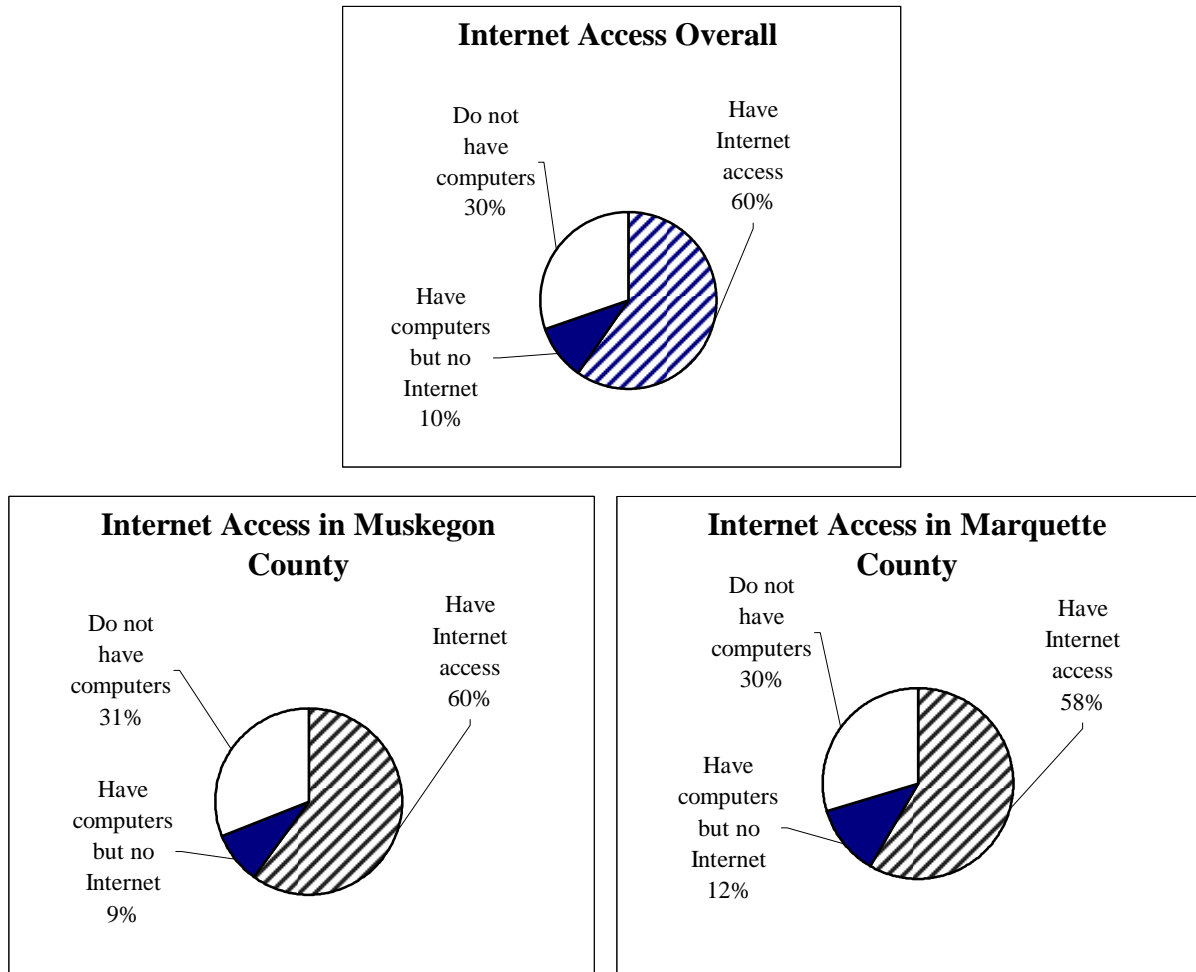 Internet Access Overall
Do not
have
computers
30%
Have
Internet
access
60%
Have
computers
but no
Internet
10%
Internet Access in Muskegon
County
Do not
have
computers
31%
Have
Internet
access
60%
Have
computers
but no
Internet
9%
Internet Access in Marquette
County
Do not
have
computers
30%
Have
Internet
access
58%
Have
computers
but no
Internet
12%